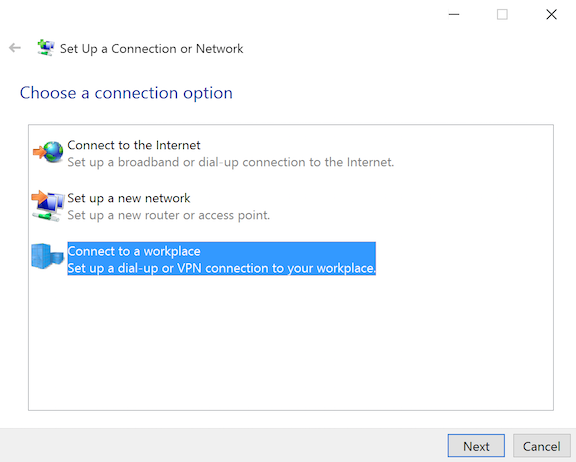 Set Up a Connection or Network
Choose a connection option
Connect to the Internet
Set up a broadband or dial-up connection to the Internet.
Set up a new network
Set up a new router or access point.
Connect to a workplace
Set up a dial-up or VPN connection to your workplace.
Next
Cancel